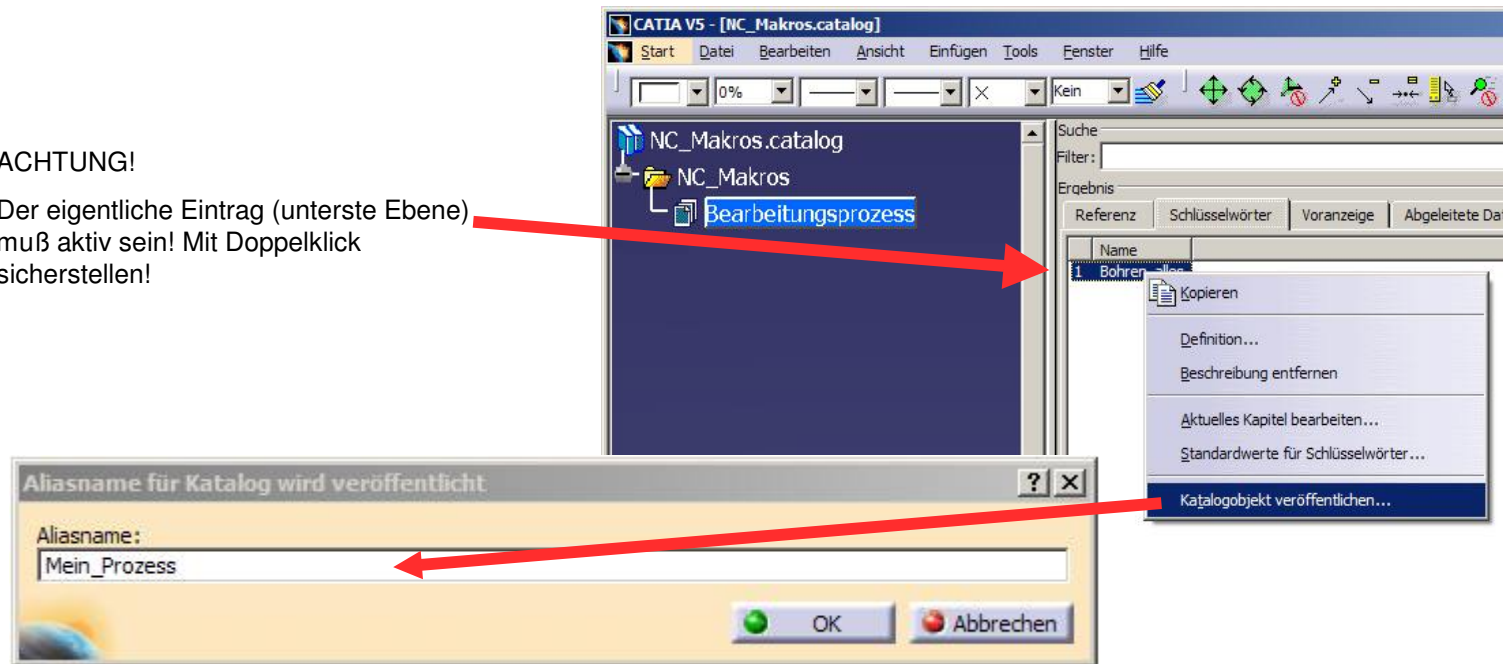 CATIA V5 - [NC_Makros.catalog]
Start Datei Bearbeiten Ansicht Einfügen Tools Fenster Hilfe
0% Kein
ACHTUNG!
Der eigentliche Eintrag (unterste Ebene)
muß aktiv sein! Mit Doppelklick
sicherstellen!
NC_Makros.catalog
NC_Makros
Bearbeitungsprozess
Suche
Filter:
Ergebnis
Referenz Schlüsselwörter Voranzeige Abgeleitete Dat
Name
1 Bohren_alles
Kopieren
Definition...
Beschreibung entfernen
Aktuelles Kapitel bearbeiten...
Standardwerte für Schlüsselwörter...
Katalogobjekt veröffentlichen...
Aliasname für Katalog wird veröffentlicht
Aliasname:
Mein_Prozess
OK Abbrechen